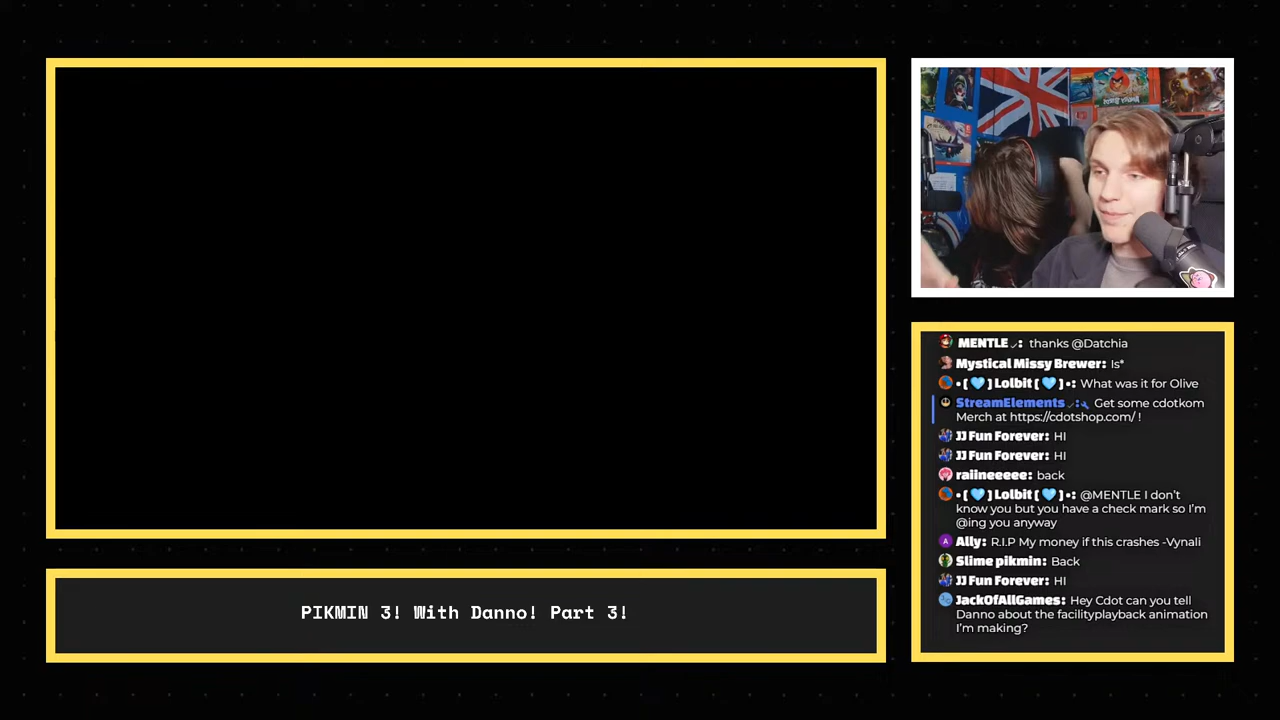 MENTLE : thanks @Datchia
Mystical Missy Brewer: Is*
• [ 💙 ] Lolbit [ 💙 ] •: What was it for Olive
StreamElements : Get some cdotkom
Merch at https://cdotshop.com/ !
JJ Fun Forever: HI
JJ Fun Forever: HI
raiineeeee: back
• [ 💙 ] Lolbit [ 💙 ] •: @MENTLE I don't
know you but you have a check mark so I'm
@ing you anyway
A Ally: R.I.P My money if this crashes -Vynali
Slime pikmin: Back
JJ Fun Forever: HI
JackOfAllGames: Hey Cdot can you tell
Danno about the facilityplayback animation
I'm making?
PIKMIN 3! With Danno! Part 3!